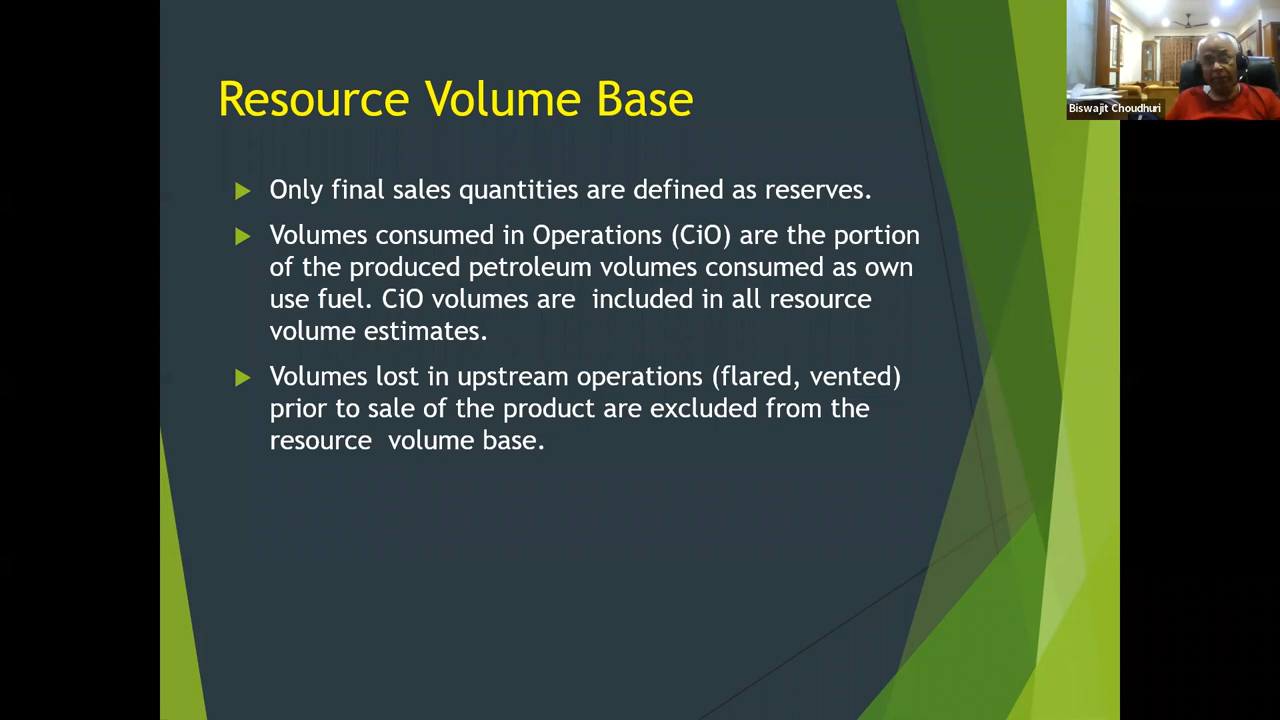 Resource Volume Base
Only final sales quantities are defined as reserves.
Volumes consumed in Operations (CiO) are the portion
of the produced petroleum volumes consumed as own
use fuel. CiO volumes are  included in all resource
volume estimates.
Volumes lost in upstream operations (flared, vented)
prior to sale of the product are excluded from the
resource  volume base.
Biswajit Choudhuri